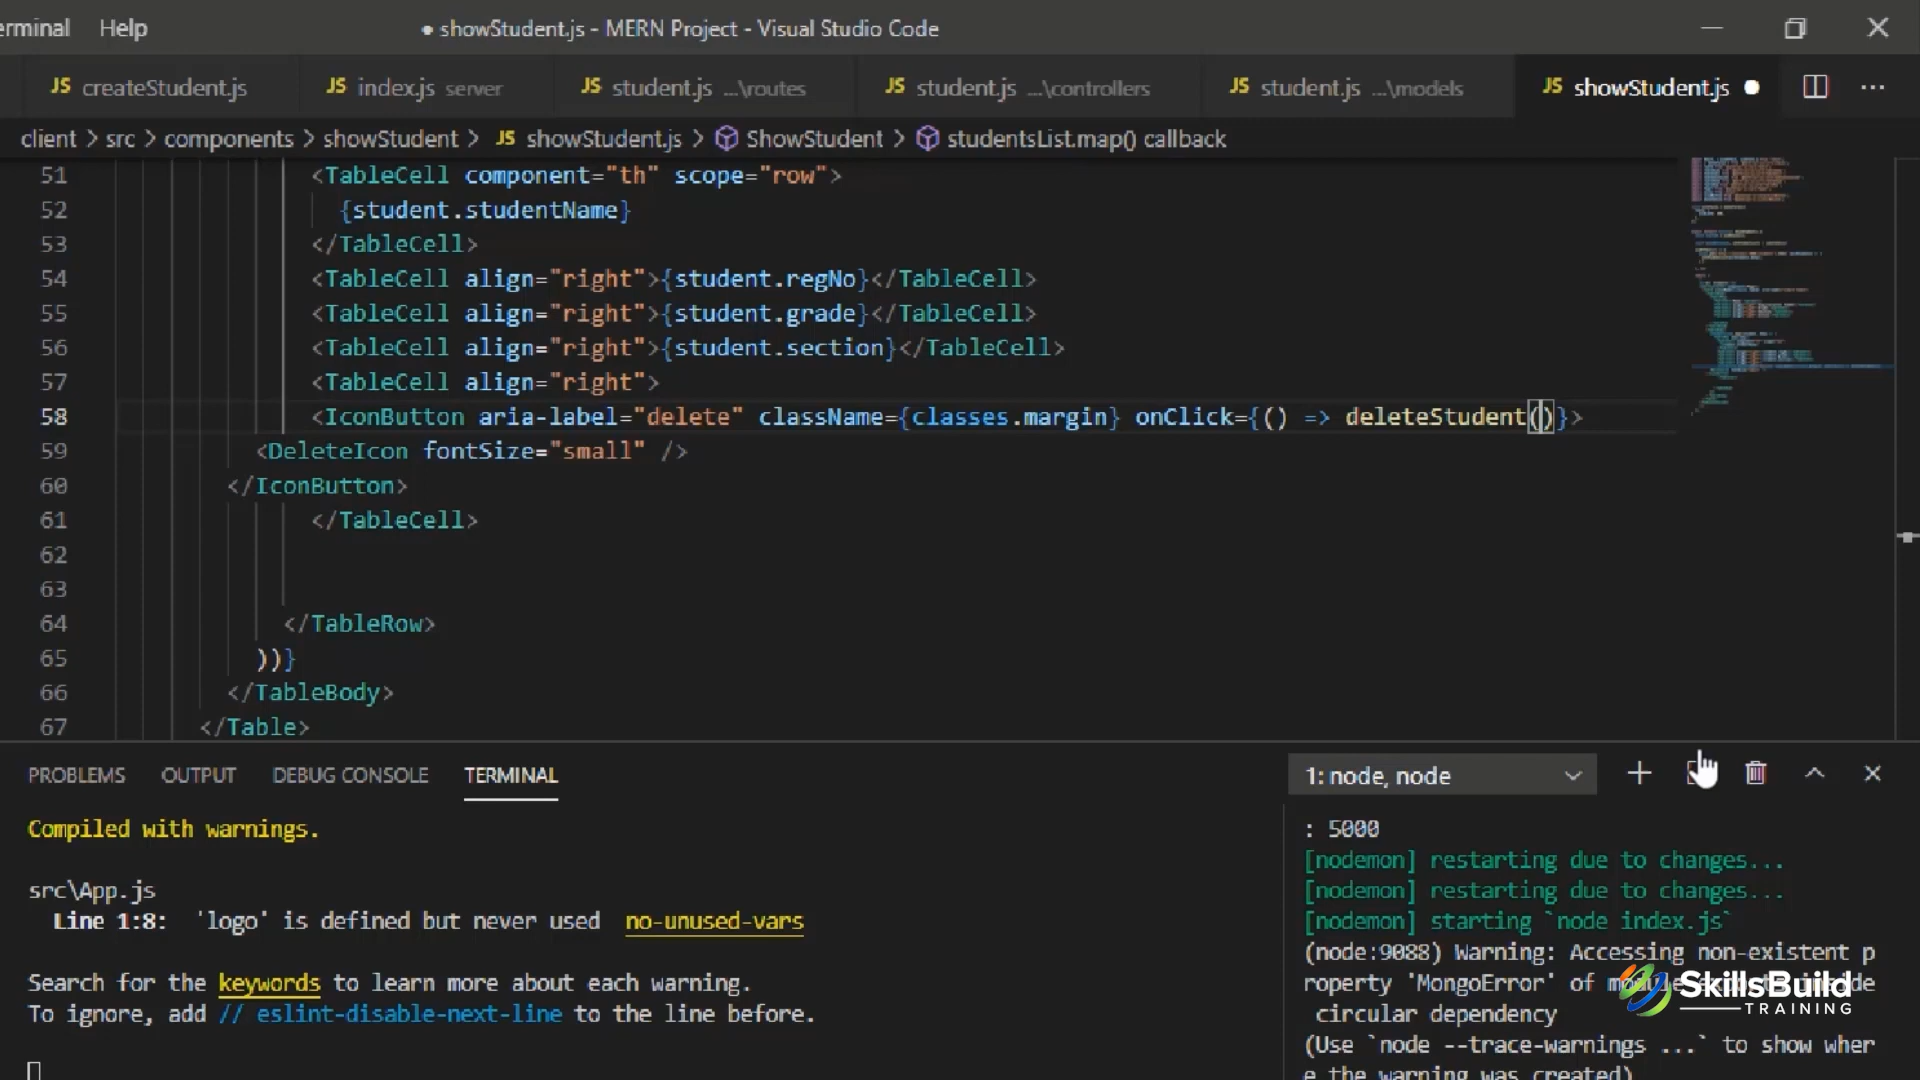 erminal Help ● showStudent.js - MERN Project - Visual Studio Code
JS createStudent.js JS index.js server JS student.js ...\routes JS student.js ...\controllers JS student.js ...\models JS showStudent.js ●
client > src > components > showStudent > JS showStudent.js > ShowStudent > studentsList.map() callback
51 <TableCell component="th" scope="row">
52 {student.studentName}
53 </TableCell>
54 <TableCell align="right">{student.regNo}</TableCell>
55 <TableCell align="right">{student.grade}</TableCell>
56 <TableCell align="right">{student.section}</TableCell>
57 <TableCell align="right">
58 <IconButton aria-label="delete" className={classes.margin} onClick={() => deleteStudent()}>
59 <DeleteIcon fontSize="small" />
60 </IconButton>
61 </TableCell>
62
63
64 </TableRow>
65 ))}
66 </TableBody>
67 </Table>
PROBLEMS OUTPUT DEBUG CONSOLE TERMINAL 1: node, node
Compiled with warnings.
src\App.js
Line 1:8: 'logo' is defined but never used no-unused-vars
Search for the keywords to learn more about each warning.
To ignore, add // eslint-disable-next-line to the line before.
: 5000
[nodemon] restarting due to changes...
[nodemon] restarting due to changes...
[nodemon] starting `node index.js`
(node:9088) Warning: Accessing non-existent p
roperty 'MongoError' of
circular dependency
(Use `node --trace-warnings ...` to show wher
e the warning was created)
SkillsBuild
TRAINING